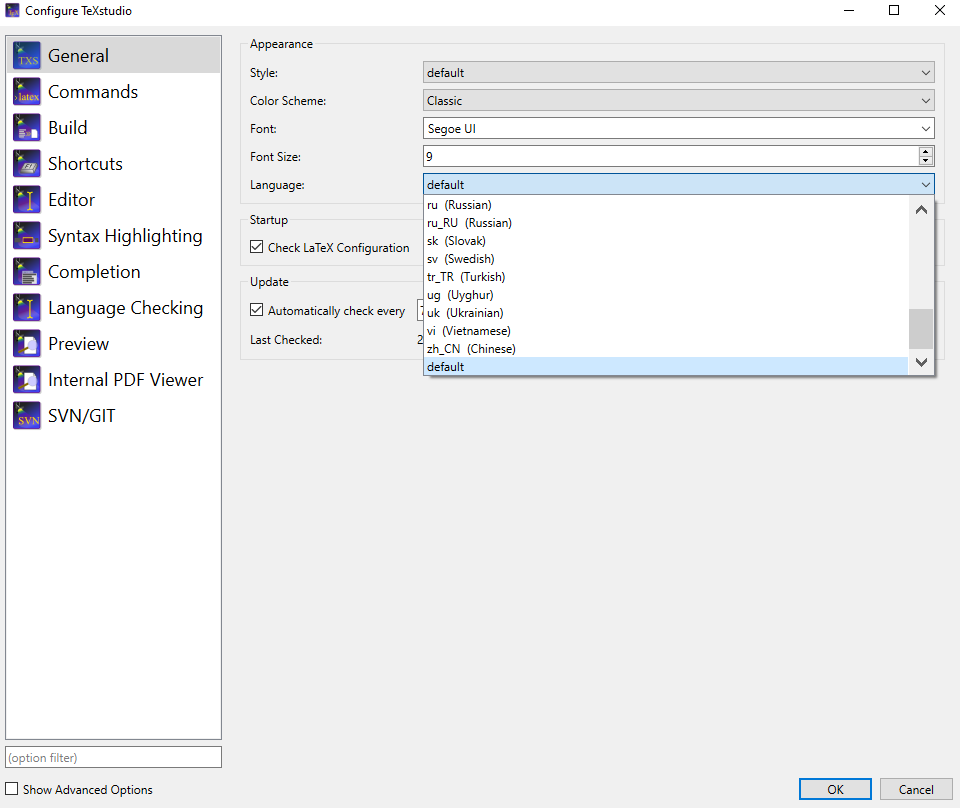 Configure TeXstudio
General
Commands
Build
Shortcuts
Editor
Syntax Highlighting
Completion
Language Checking
Preview
Internal PDF Viewer
SVN/GIT
(option filter)
Show Advanced Options
Appearance
Style: default
Color Scheme: Classic
Font: Segoe UI
Font Size: 9
Language: default
ru (Russian)
ru_RU (Russian)
sk (Slovak)
sv (Swedish)
tr_TR (Turkish)
ug (Uyghur)
uk (Ukrainian)
vi (Vietnamese)
zh_CN (Chinese)
default
Startup
Check LaTeX Configuration
Update
Automatically check every
Last Checked: 2
OK Cancel